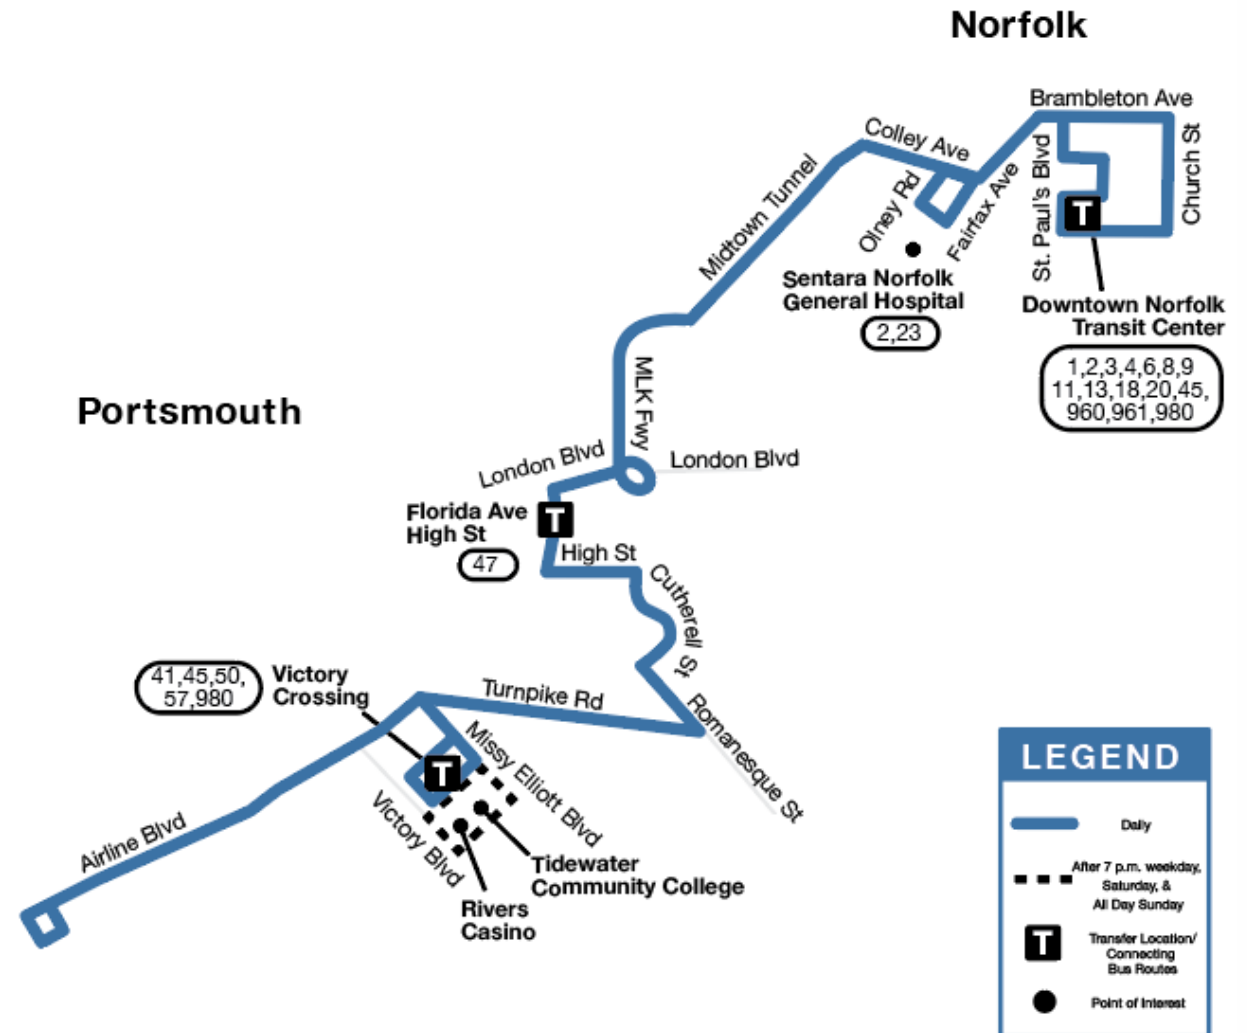 Norfolk
Brambleton Ave
Colley Ave
Church St
St. Paul's Blvd
Midtown Tunnel
Olney Rd
Fairfax Ave
T
Sentara Norfolk
General Hospital
2,23
Downtown Norfolk
Transit Center
1,2,3,4,6,8,9
11,13,18,20,45,
960,961,980
Portsmouth
MLK Fwy
London Blvd
London Blvd
Florida Ave
High St
T
47
High St
Cutherell St
41,45,50,
57,980
Victory
Crossing
Turnpike Rd
Romanesque St
Missy Elliott Blvd
T
Victory Blvd
Airline Blvd
Tidewater
Community College
Rivers
Casino
LEGEND
Daily
After 7 p.m. weekday,
Saturday, &
All Day Sunday
T
Transfer Location/
Connecting
Bus Routes
Point of Interest